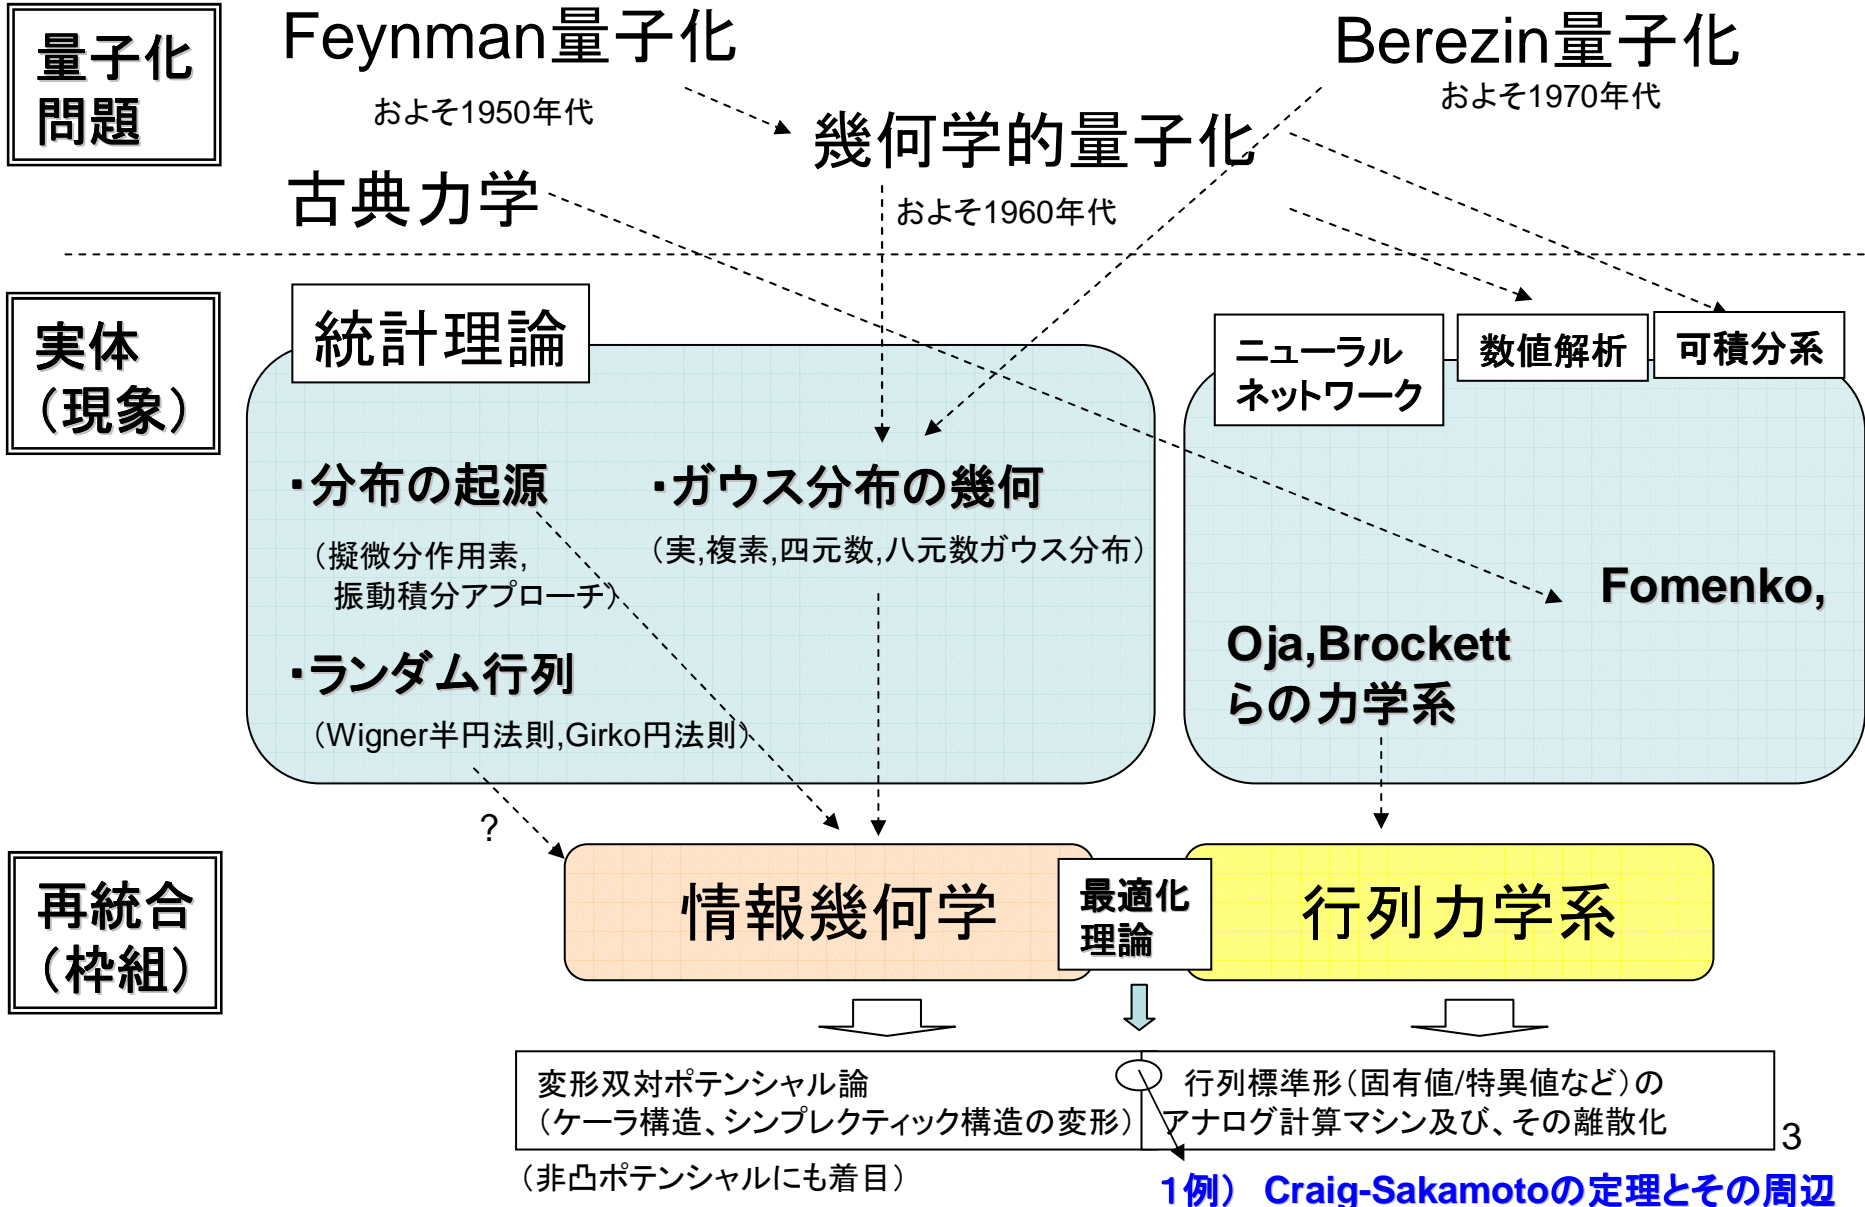 量子化
問題
Feynman量子化
およそ1950年代
古典力学
幾何学的量子化
およそ1960年代
Berezin量子化
およそ1970年代
実体
（現象）
統計理論
・分布の起源
（擬微分作用素,
振動積分アプローチ）
・ランダム行列
（Wigner半円法則,Girko円法則）
・ガウス分布の幾何
（実,複素,四元数,八元数ガウス分布）
ニューラル
ネットワーク
数値解析
可積分系
Fomenko,
Oja,Brockett
らの力学系
?
再統合
（枠組）
情報幾何学
最適化
理論
行列力学系
変形双対ポテンシャル論
（ケーラ構造、シンプレクティック構造の変形）
行列標準形（固有値/特異値など）の
アナログ計算マシン及び、その離散化
3
（非凸ポテンシャルにも着目）
１例） Craig-Sakamotoの定理とその周辺